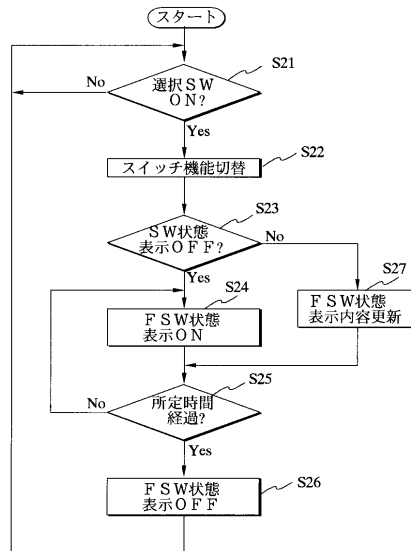 スタート
S21
選択SW
ON?
No
Yes
S22
スイッチ機能切替
S23
SW状態
表示OFF?
No
Yes
S24
FSW状態
表示ON
S27
FSW状態
表示内容更新
S25
所定時間
経過?
No
Yes
S26
FSW状態
表示OFF